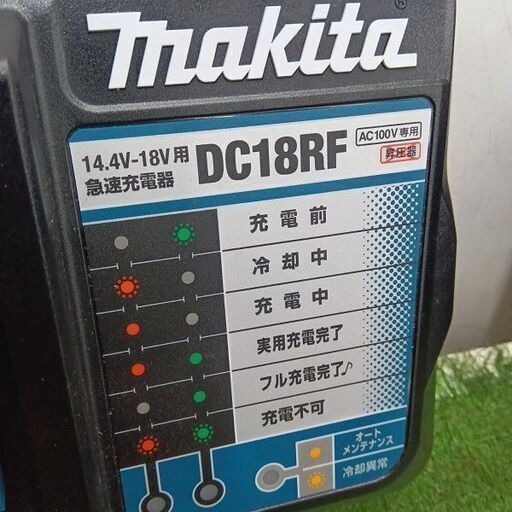 makita®
14.4V-18V用
急速充電器
DC18RF
AC100V専用
昇圧器
充電前
冷却中
充電中
実用充電完了
フル充電完了♪
充電不可
オート
メンテナンス
冷却異常